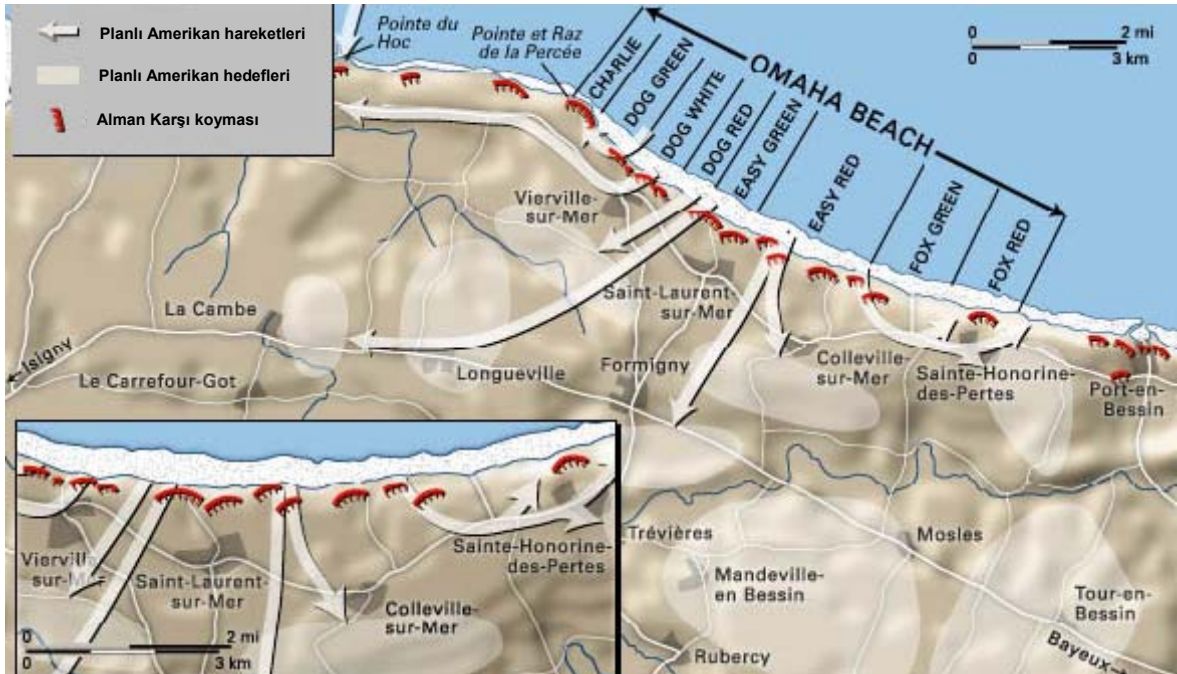 Planlı Amerikan hareketleri
Planlı Amerikan hedefleri
Alman Karşı koyması
Pointe du
Hoc
Pointe et Raz
de la Percée
CHARLIE
DOG GREEN
DOG WHITE
DOG RED
EASY GREEN
EASY RED
FOX GREEN
FOX RED
OMAHA BEACH
0 2 mi
0 3 km
Vierville-
sur-Mer
Saint-Laurent-
sur-Mer
La Cambe
Isigny
Le Carrefour-Got
Longueville
Formigny
Colleville-
sur-Mer
Sainte-Honorine-
des-Pertes
Port-en-
Bessin
Trévières
Mosles
Mandeville-
en Bessin
Tour-en-
Bessin
Rubercy
Bayeux
Vierville-
sur-Mer
Saint-Laurent-
sur-Mer
Sainte-Honorine-
des-Pertes
Colleville-
sur-Mer
0 2 mi
0 3 km